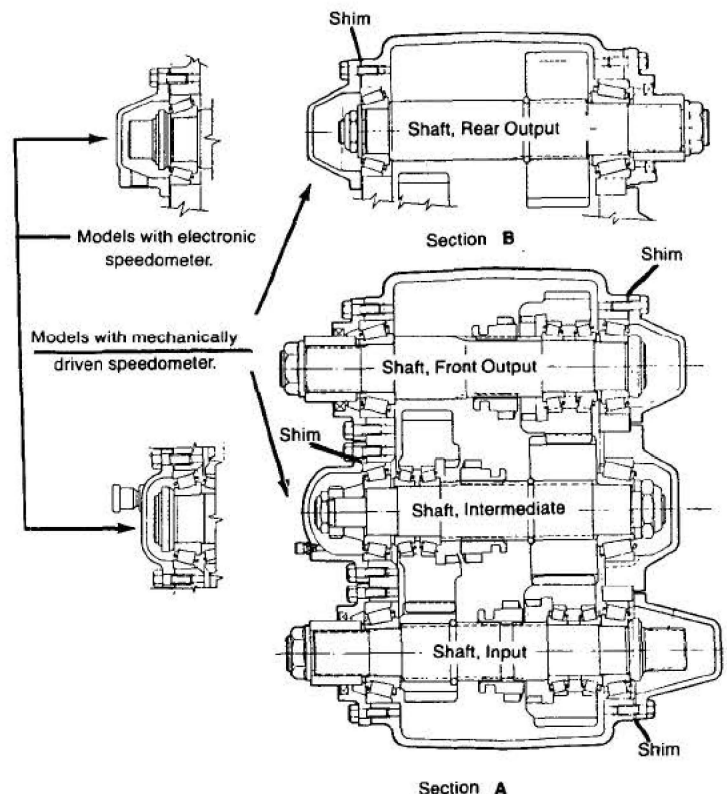 Shim
Shaft, Rear Output
Section B
Models with electronic
speedometer.
Shim
Models with mechanically
driven speedometer.
Shaft, Front Output
Shim
Shaft, Intermediate
Shaft, Input
Shim
Section A